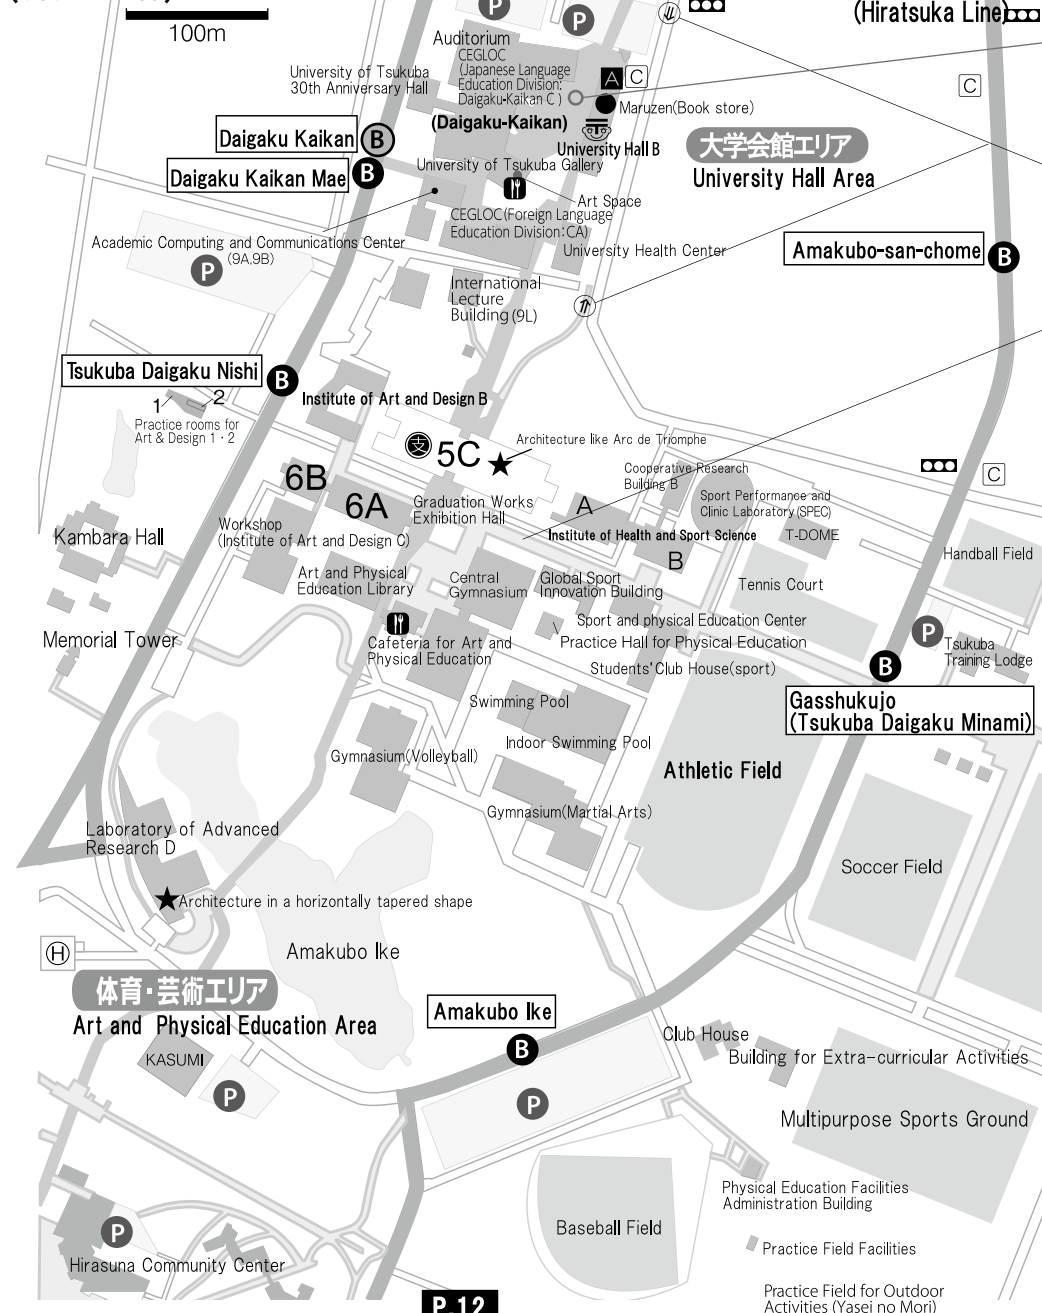 (Hiratsuka Line)
100m
P
P
Auditorium
CEGLOC
(Japanese Language
Education Division:
Daigaku-Kaikan C )
University of Tsukuba
30th Anniversary Hall
A
C
C
Maruzen(Book store)
(Daigaku-Kaikan)
Daigaku Kaikan
B
University Hall B
大学会館エリア
University Hall Area
University of Tsukuba Gallery
Daigaku Kaikan Mae
B
Art Space
CEGLOC(Foreign Language
Education Division:CA)
Academic Computing and Communications Center
(9A,9B)
P
University Health Center
Amakubo-san-chome
B
International
Lecture
Building (9L)
Tsukuba Daigaku Nishi
B
Institute of Art and Design B
1
2
Practice rooms for
Art & Design 1・2
支
5C
Architecture like Arc de Triomphe
6B
6A
Cooperative Research
Building B
C
Graduation Works
Exhibition Hall
A
Sport Performance and
Clinic Laboratory (SPEC)
Kambara Hall
Workshop
(Institute of Art and Design C)
Institute of Health and Sport Science
T-DOME
B
Handball Field
Art and Physical
Education Library
Central
Gymnasium
Global Sport
Innovation Building
Tennis Court
Sport and physical Education Center
Memorial Tower
Cafeteria for Art and
Physical Education
Practice Hall for Physical Education
P
Tsukuba
Training Lodge
Students' Club House(sport)
B
Gasshukujo
(Tsukuba Daigaku Minami)
Swimming Pool
Indoor Swimming Pool
Gymnasium(Volleyball)
Athletic Field
Gymnasium(Martial Arts)
Laboratory of Advanced
Research D
Soccer Field
Architecture in a horizontally tapered shape
H
Amakubo Ike
体育・芸術エリア
Art and Physical Education Area
Amakubo Ike
B
Club House
KASUMI
Building for Extra-curricular Activities
P
P
Multipurpose Sports Ground
Physical Education Facilities
Administration Building
P
Baseball Field
Practice Field Facilities
Hirasuna Community Center
Practice Field for Outdoor
Activities (Yasei no Mori)
P.12